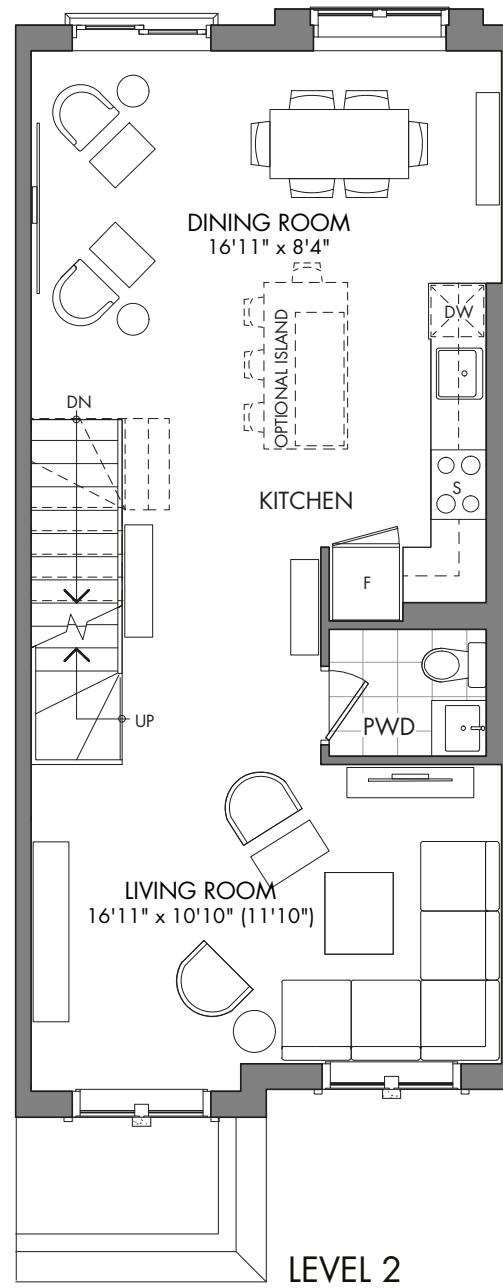 DINING ROOM
16'11" x 8'4"
DW
OPTIONAL ISLAND
DN
S
KITCHEN
F
UP
PWD
LIVING ROOM
16'11" x 10'10" (11'10")
LEVEL 2